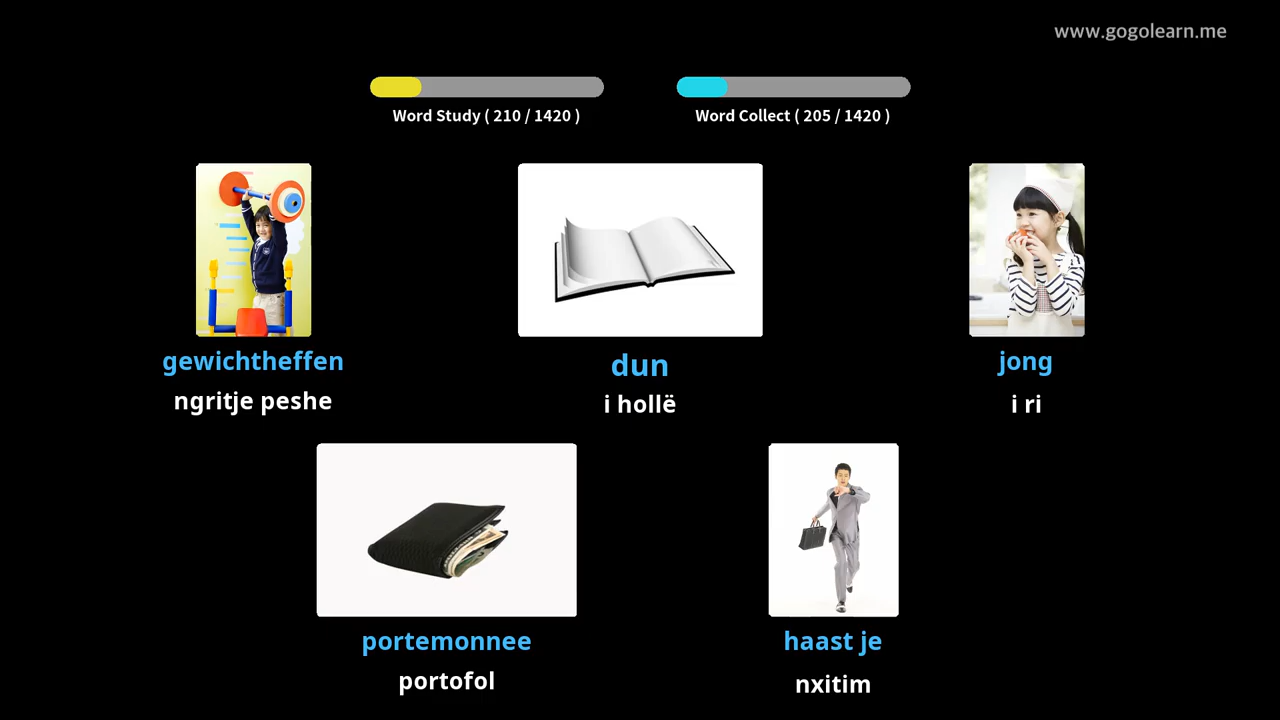 www.gogolearn.me
Word Study ( 210 / 1420 )
Word Collect ( 205 / 1420 )
gewichtheffen
ngritje peshe
dun
i hollë
jong
i ri
portemonnee
portofol
haast je
nxitim